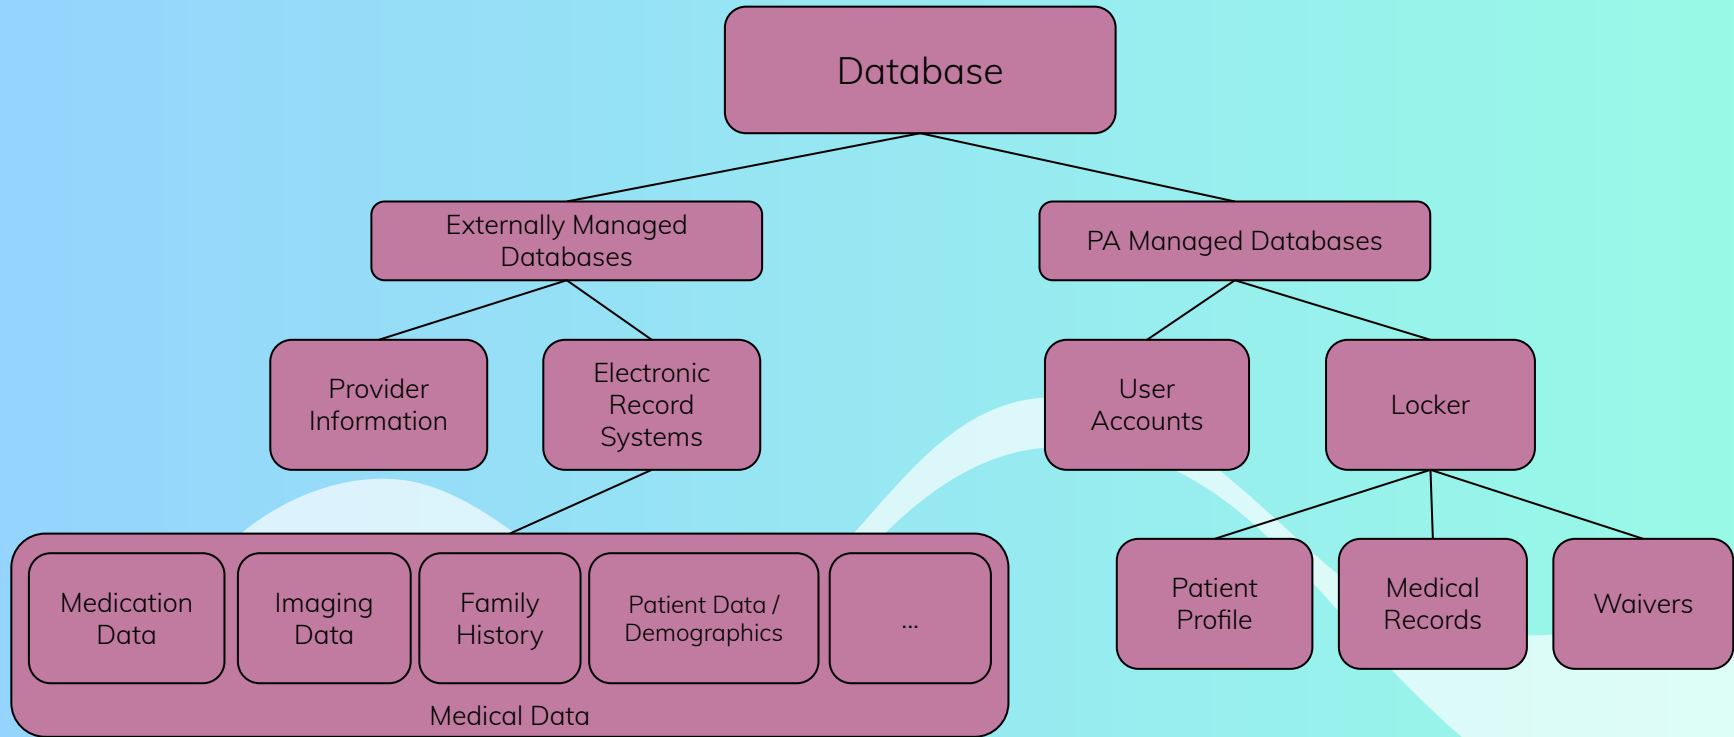 Database
Externally Managed
Databases
PA Managed Databases
Provider
Information
Electronic
Record
Systems
User
Accounts
Locker
Medication
Data
Imaging
Data
Family
History
Patient Data /
Demographics
...
Medical Data
Patient
Profile
Medical
Records
Waivers